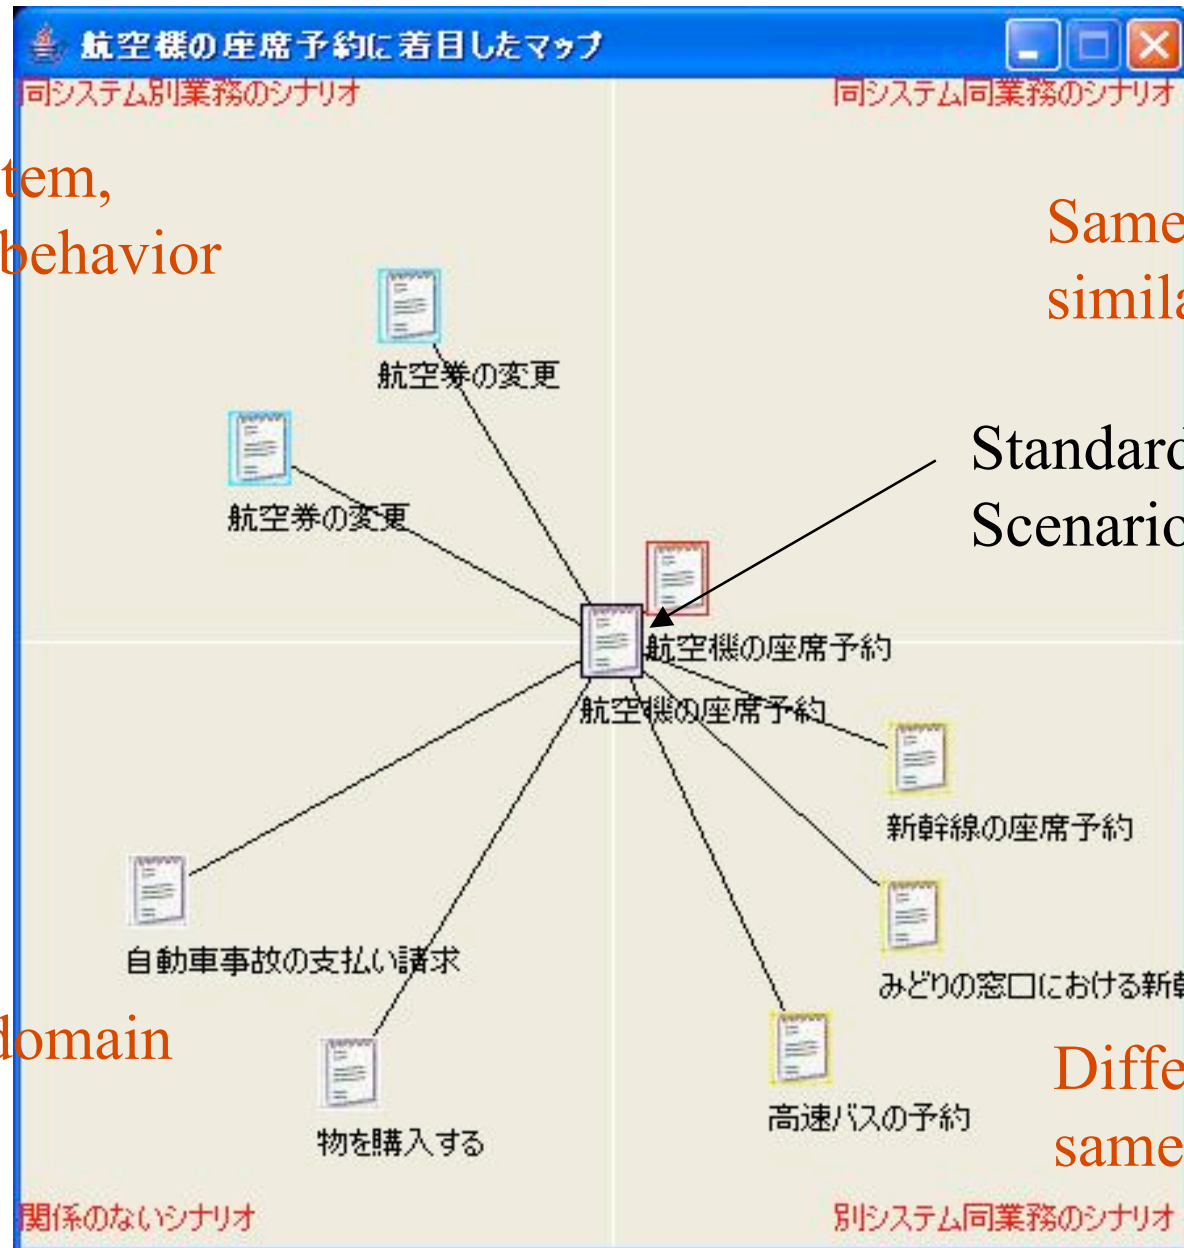 航空機の座席予約に着目したマップ
同システム別業務のシナリオ
同システム同業務のシナリオ
tem,
behavior
Same
simila
航空券の変更
航空券の変更
Standard
Scenario
航空機の座席予約
航空機の座席予約
新幹線の座席予約
自動車事故の支払い請求
みどりの窓口における新幹
domain
Diffe
same
高速バスの予約
物を購入する
関係のないシナリオ
別システム同業務のシナリオ